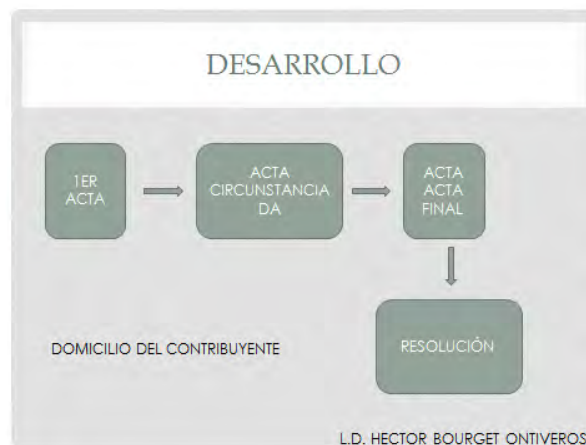 DESARROLLO
1ER
ACTA
ACTA
CIRCUNSTANCIA
DA
ACTA
ACTA
FINAL
RESOLUCIÓN
DOMICILIO DEL CONTRIBUYENTE
L.D. HECTOR BOURGET ONTIVEROS